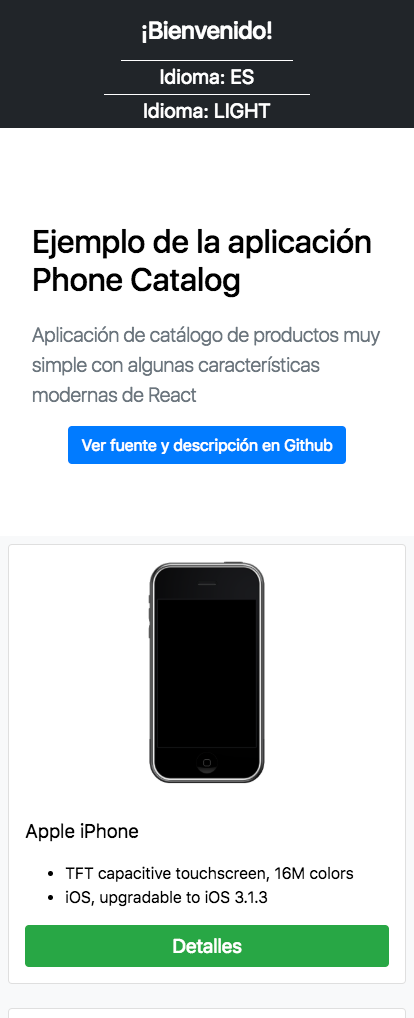 ¡Bienvenido!
Idioma: ES
Idioma: LIGHT
Ejemplo de la aplicación
Phone Catalog
Aplicación de catálogo de productos muy
simple con algunas características
modernas de React
Ver fuente y descripción en Github
Apple iPhone
• TFT capacitive touchscreen, 16M colors
• iOS, upgradable to iOS 3.1.3
Detalles